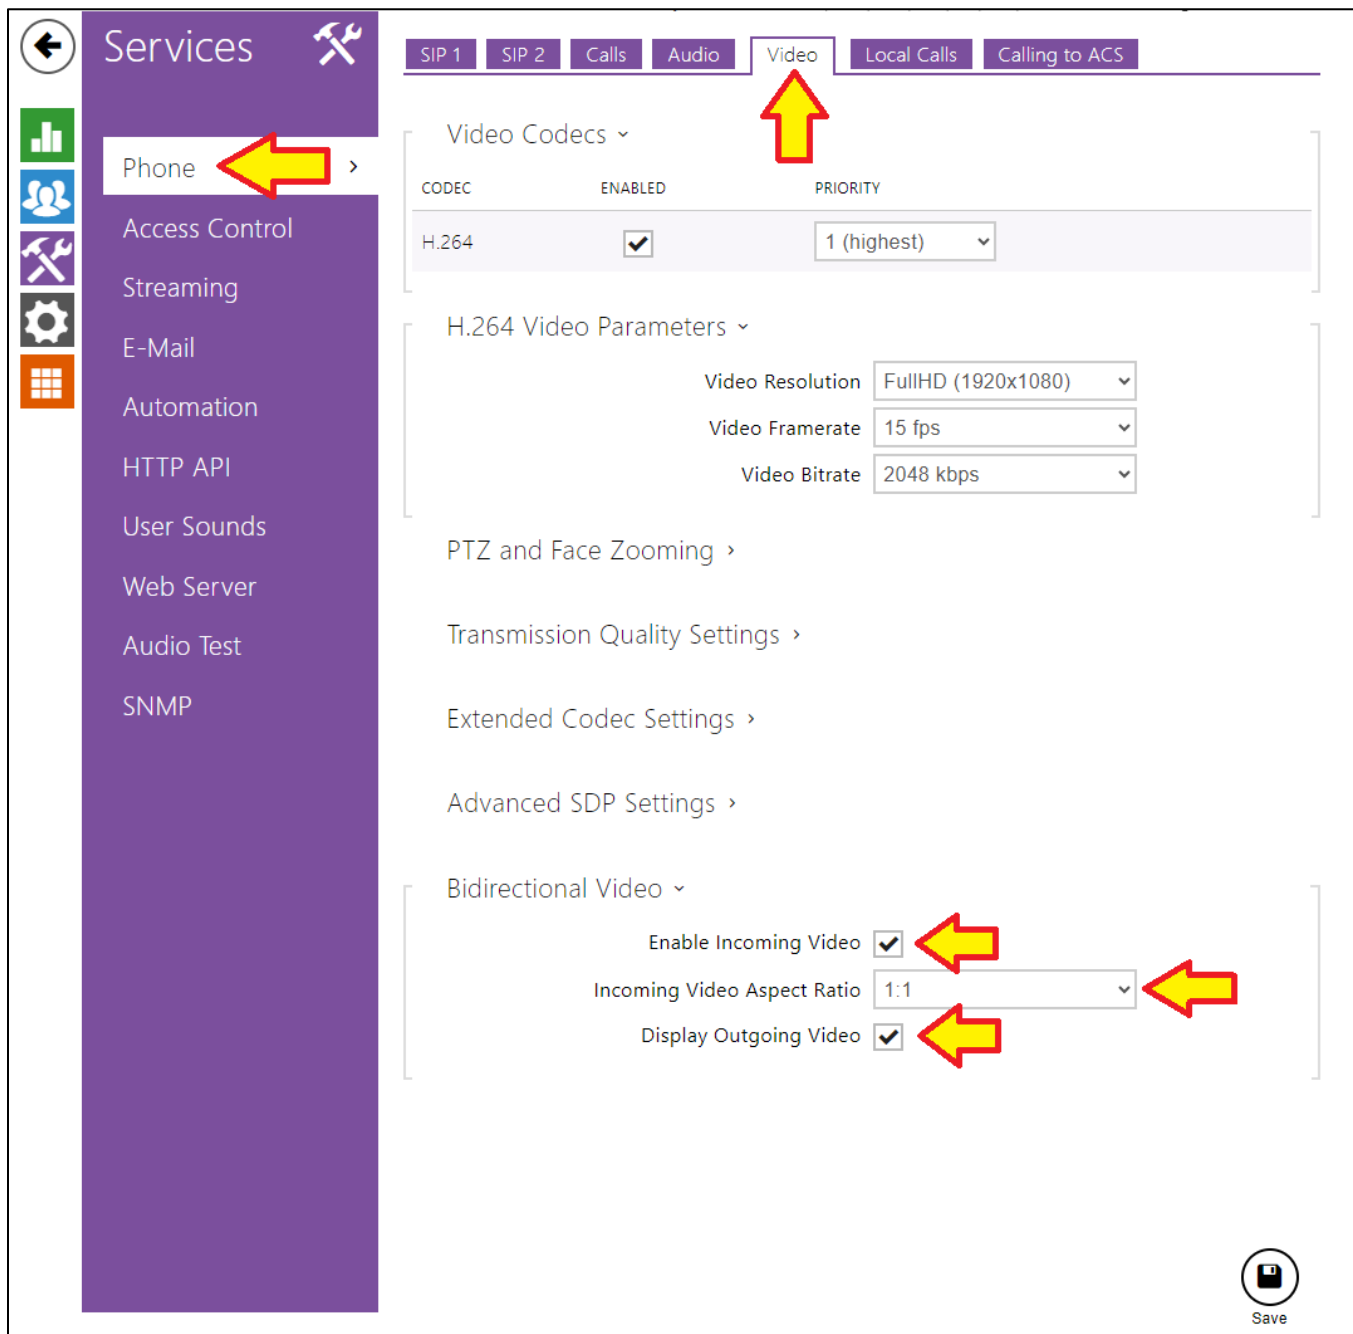 Services
Phone
Access Control
Streaming
E-Mail
Automation
HTTP API
User Sounds
Web Server
Audio Test
SNMP
SIP 1 SIP 2 Calls Audio Video Local Calls Calling to ACS
Video Codecs
CODEC ENABLED PRIORITY
H.264 1 (highest)
H.264 Video Parameters
Video Resolution FullHD (1920x1080)
Video Framerate 15 fps
Video Bitrate 2048 kbps
PTZ and Face Zooming
Transmission Quality Settings
Extended Codec Settings
Advanced SDP Settings
Bidirectional Video
Enable Incoming Video
Incoming Video Aspect Ratio 1:1
Display Outgoing Video
Save